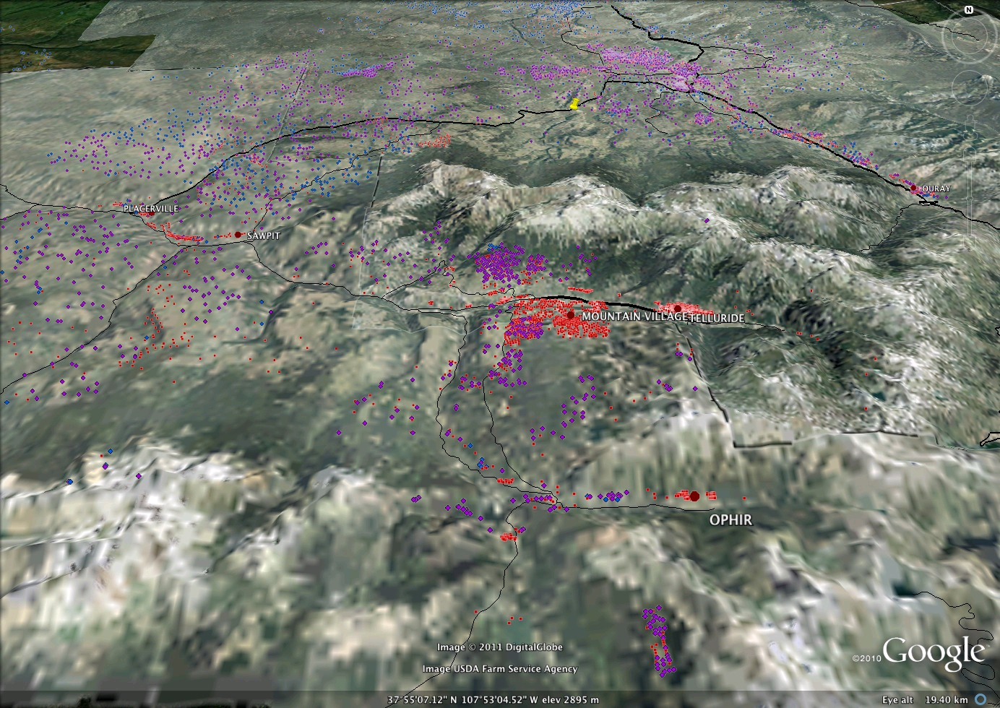 N
OURAY
PLACERVILLE
SAWPIT
MOUNTAIN VILLAGE
TELLURIDE
OPHIR
Image © 2011 DigitalGlobe
Image USDA Farm Service Agency
©2010 Google
37°55'07.12" N 107°53'04.52" W elev 2895 m
Eye alt 19.40 km